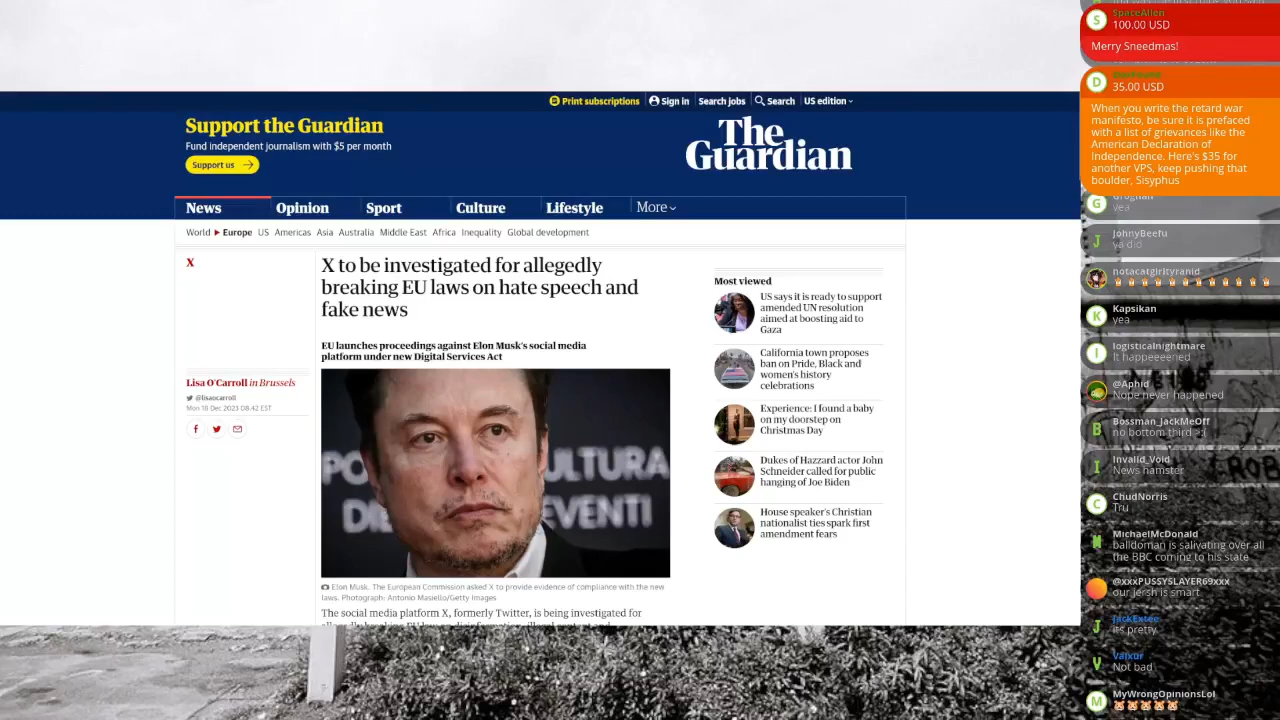 Print subscriptions
Sign in
Search jobs
Search
US edition
Support the Guardian
Fund independent journalism with $5 per month
Support us
The
Guardian
News
Opinion
Sport
Culture
Lifestyle
More
World
Europe
US
Americas
Asia
Australia
Middle East
Africa
Inequality
Global development
X
X to be investigated for allegedly
breaking EU laws on hate speech and
fake news
EU launches proceedings against Elon Musk's social media
platform under new Digital Services Act
Lisa O'Carroll in Brussels
@lisaocarroll
Mon 18 Dec 2023 08.42 EST
PO
ULTURA
DIE
EVENTI
Elon Musk. The European Commission asked X to provide evidence of compliance with the new
laws. Photograph: Antonio Masiello/Getty Images
The social media platform X, formerly Twitter, is being investigated for
Most viewed
US says it is ready to support
amended UN resolution
aimed at boosting aid to
Gaza
California town proposes
ban on Pride, Black and
women's history
celebrations
Experience: I found a baby
on my doorstep on
Christmas Day
Dukes of Hazzard actor John
Schneider called for public
hanging of Joe Biden
House speaker's Christian
nationalist ties spark first
amendment fears
S
SpaceAlien
100.00 USD
Merry Sneedmas!
D
35.00 USD
When you write the retard war
manifesto, be sure it is prefaced
with a list of grievances like the
American Declaration of
Independence. Here's $35 for
another VPS, keep pushing that
boulder, Sisyphus
G
yea
J
JohnyBeefu
ya did
notacatgirltyranid
K
Kapsikan
yea
l
logisticalnightmare
It happeeeened
@Aphid
Nope never happened
B
Bossman_JackMeOff
no bottom third >:(
I
Invalid_Void
News hamster
C
ChudNorris
Tru
M
MichaelMcDonald
balldoman is salivating over all
the BBC coming to his state
@xxxPUSSYSLAYER69xxx
our jersh is smart
J
its pretty
V
Valxur
Not bad
M
MyWrongOpinionsLol